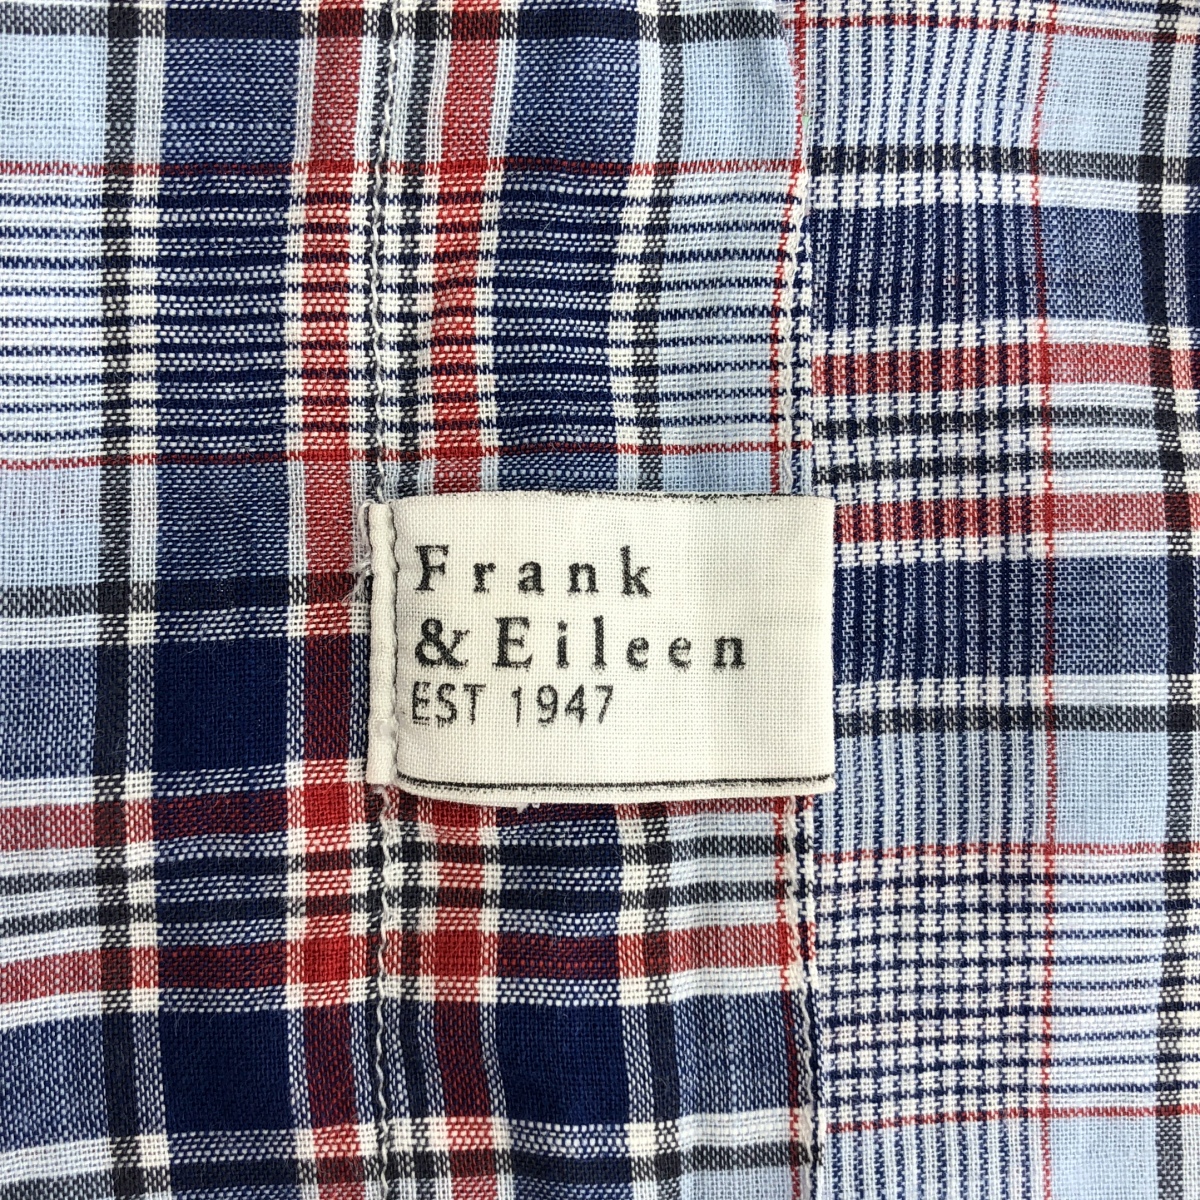 Frank
& Eileen
EST 1947